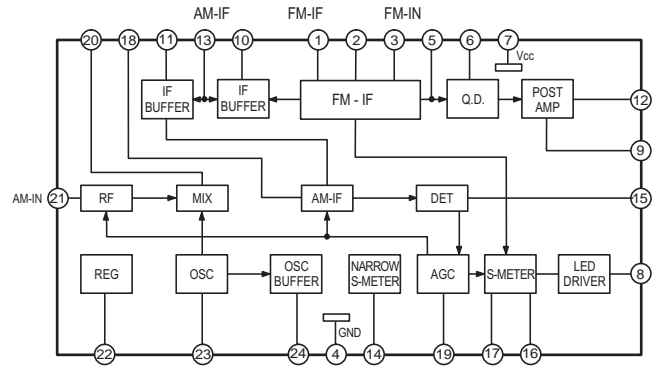 AM-IF FM-IF FM-IN
20 18 11 13 10 1 2 3 5 6 7
Vcc
IF
BUFFER
IF
BUFFER
FM - IF
Q.D.
POST
AMP
12
9
AM-IN 21
RF
MIX
AM-IF
DET
15
REG
OSC
OSC
BUFFER
NARROW
S-METER
AGC
S-METER
LED
DRIVER
8
GND
22 23 24 4 14 19 17 16